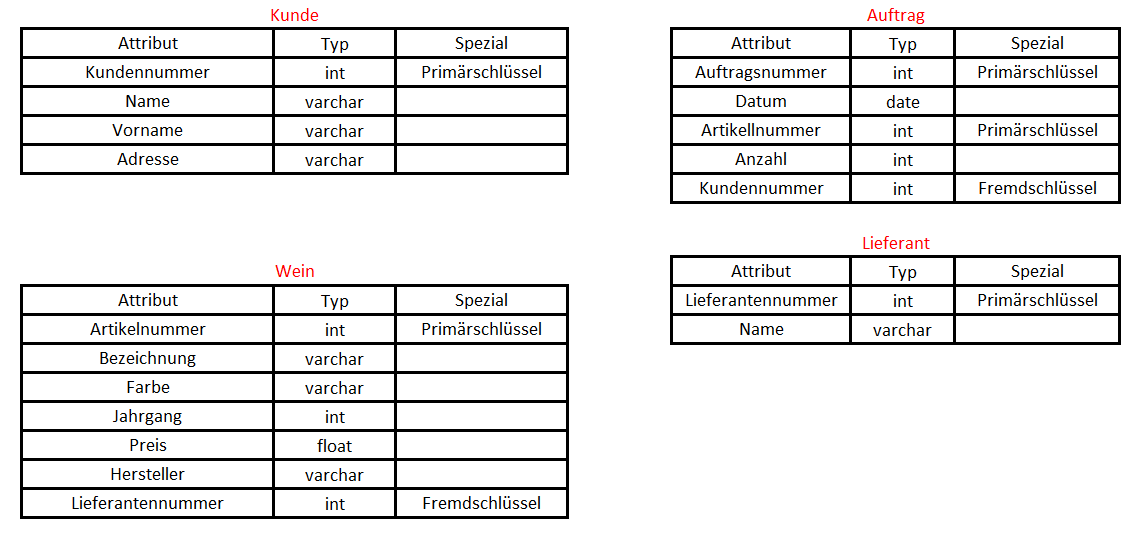 Kunde
Attribut Typ Spezial
Kundennummer int Primärschlüssel
Name varchar
Vorname varchar
Adresse varchar
Auftrag
Attribut Typ Spezial
Auftragsnummer int Primärschlüssel
Datum date
Artikellnummer int Primärschlüssel
Anzahl int
Kundennummer int Fremdschlüssel
Wein
Attribut Typ Spezial
Artikelnummer int Primärschlüssel
Bezeichnung varchar
Farbe varchar
Jahrgang int
Preis float
Hersteller varchar
Lieferantennummer int Fremdschlüssel
Lieferant
Attribut Typ Spezial
Lieferantennummer int Primärschlüssel
Name varchar